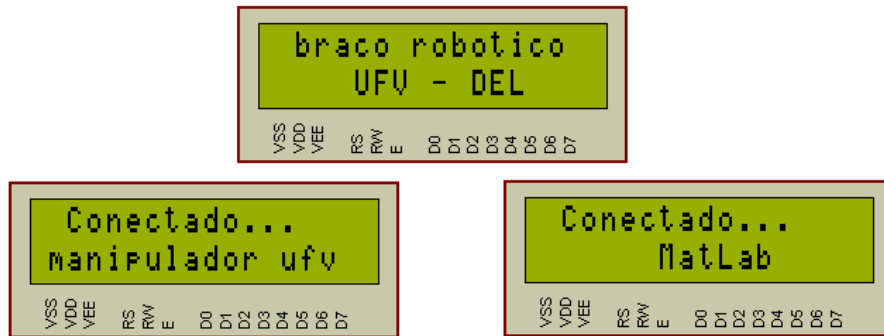 braco robotico
UFV - DEL
VSS VDD VEE RS RW E D0 D1 D2 D3 D4 D5 D6 D7
Conectado...
manipulador ufv
VSS VDD VEE RS RW E D0 D1 D2 D3 D4 D5 D6 D7
Conectado...
MatLab
VSS VDD VEE RS RW E D0 D1 D2 D3 D4 D5 D6 D7